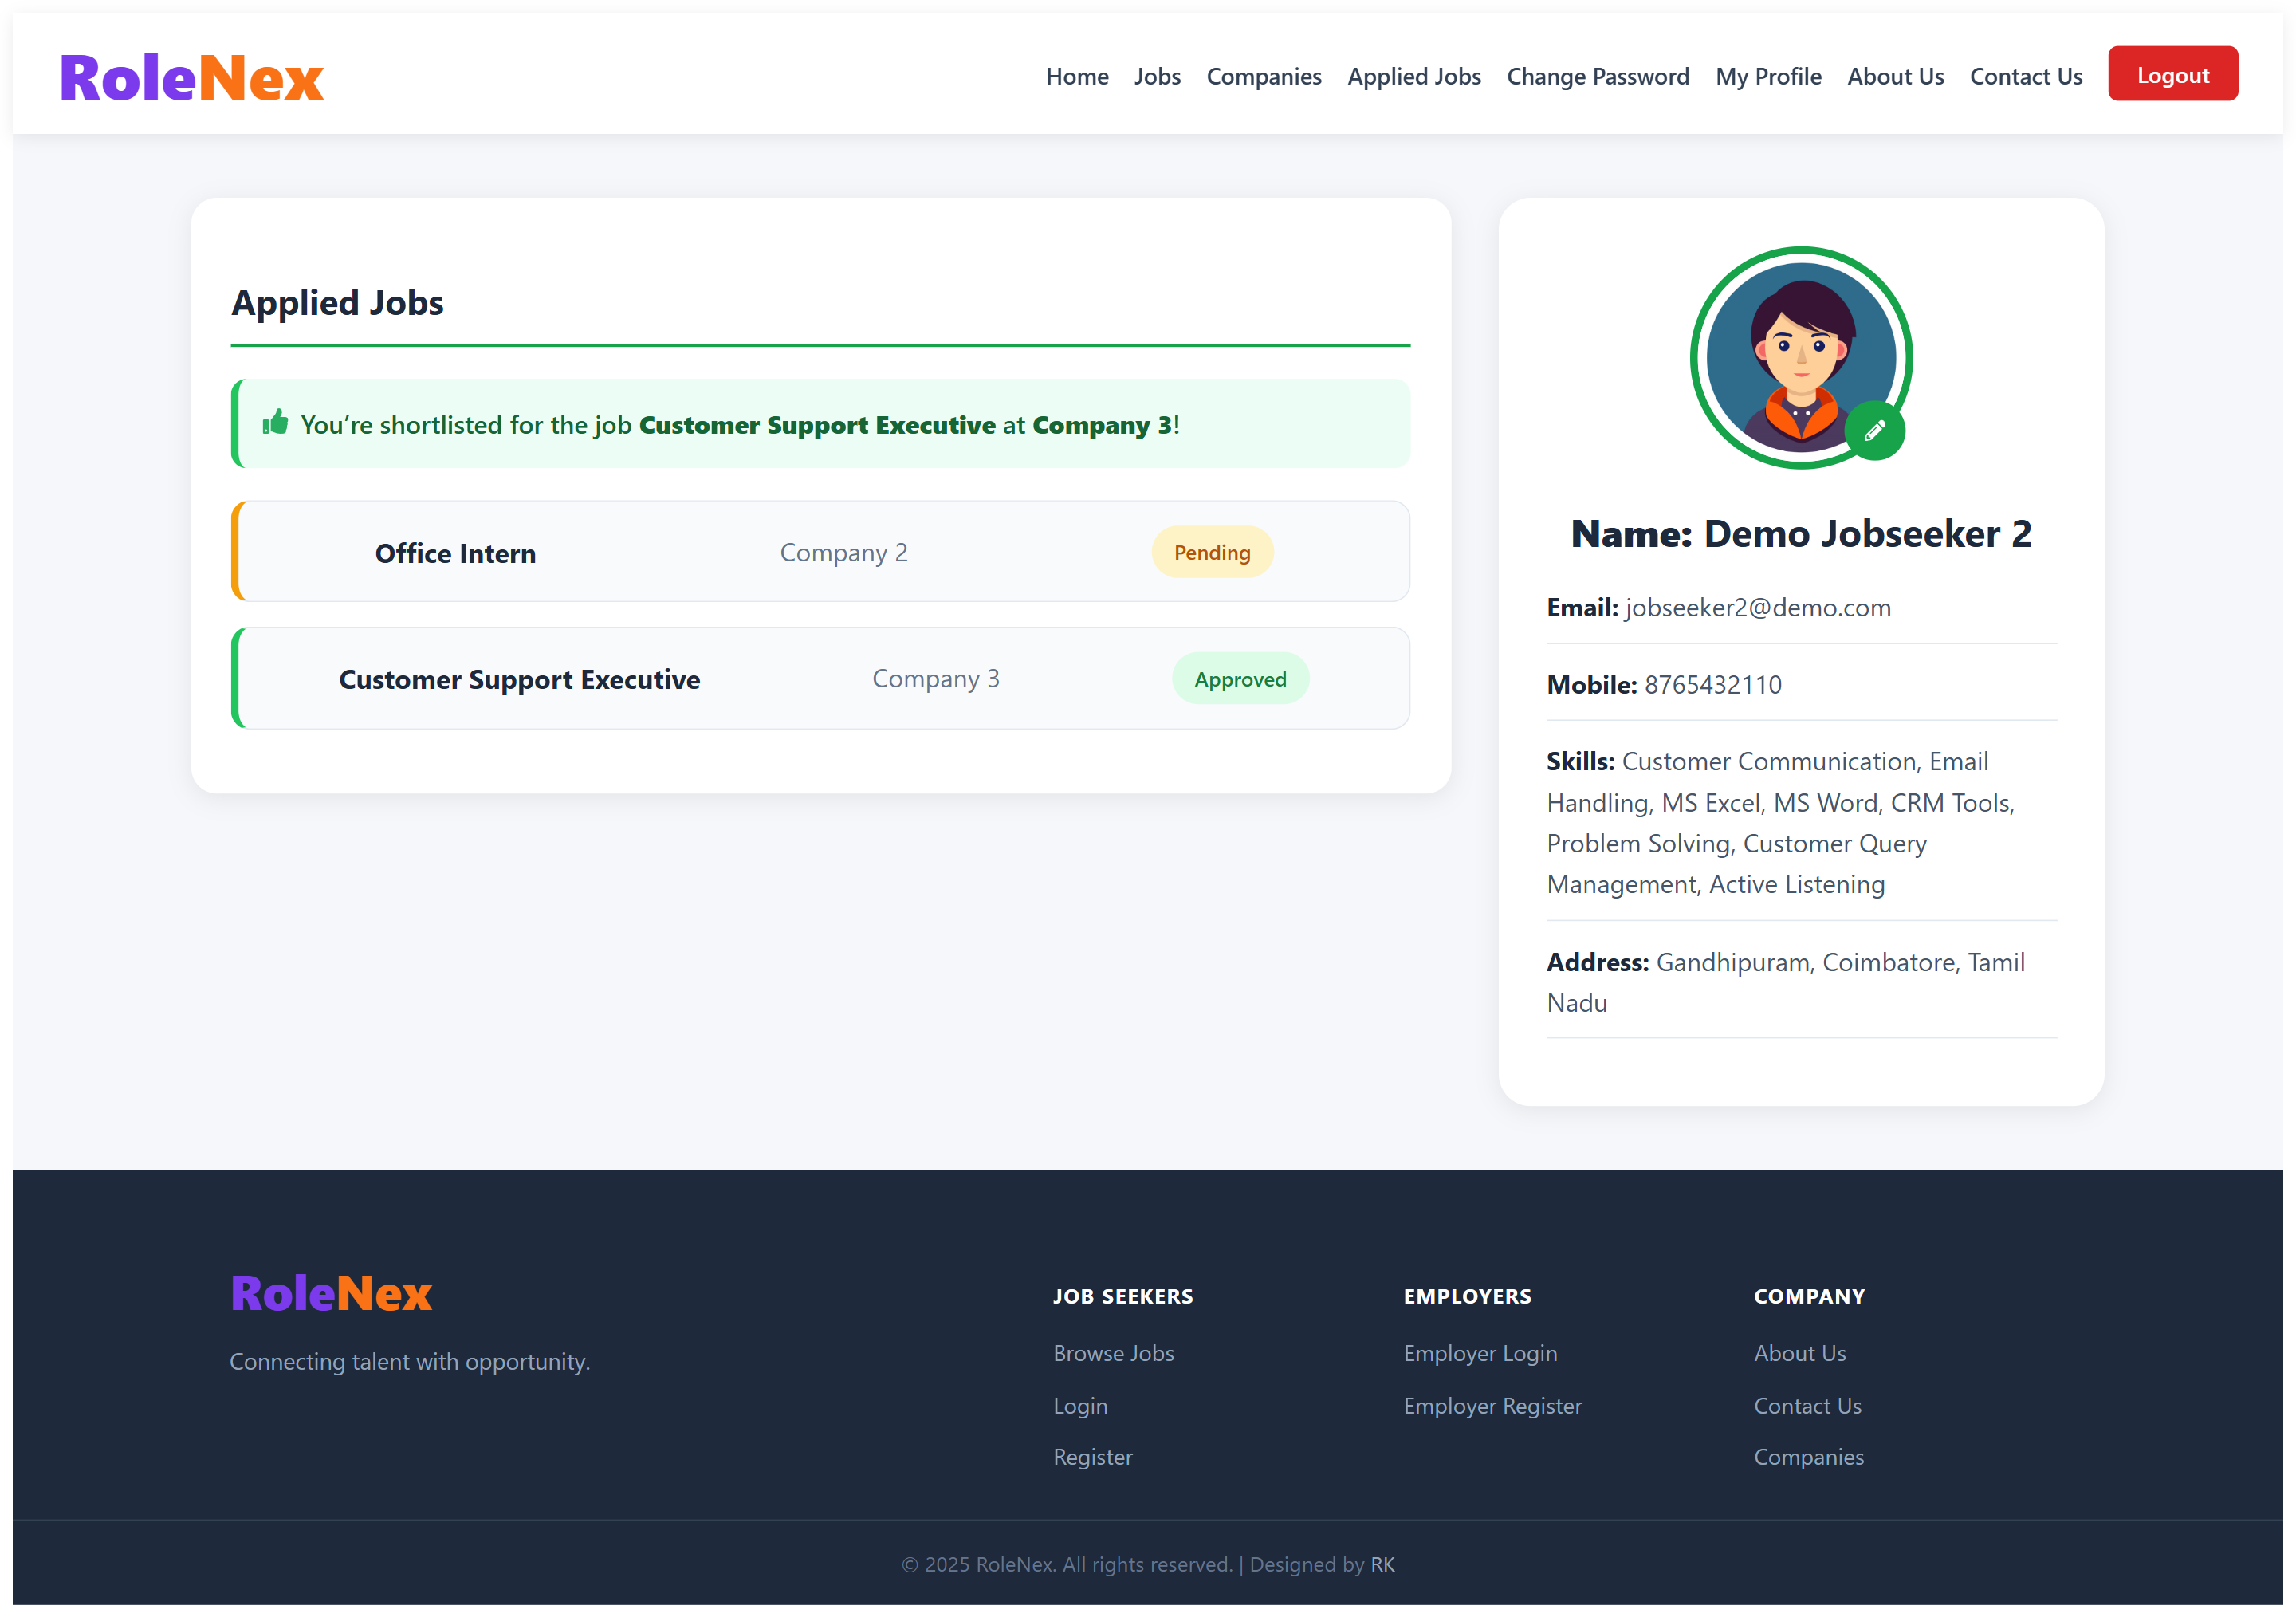 RoleNex
Home Jobs Companies Applied Jobs Change Password My Profile About Us Contact Us Logout
Applied Jobs
You’re shortlisted for the job Customer Support Executive at Company 3!
Office Intern Company 2 Pending
Customer Support Executive Company 3 Approved
Name: Demo Jobseeker 2
Email: jobseeker2@demo.com
Mobile: 8765432110
Skills: Customer Communication, Email
Handling, MS Excel, MS Word, CRM Tools,
Problem Solving, Customer Query
Management, Active Listening
Address: Gandhipuram, Coimbatore, Tamil
Nadu
RoleNex
Connecting talent with opportunity.
JOB SEEKERS
Browse Jobs
Login
Register
EMPLOYERS
Employer Login
Employer Register
COMPANY
About Us
Contact Us
Companies
© 2025 RoleNex. All rights reserved. | Designed by RK